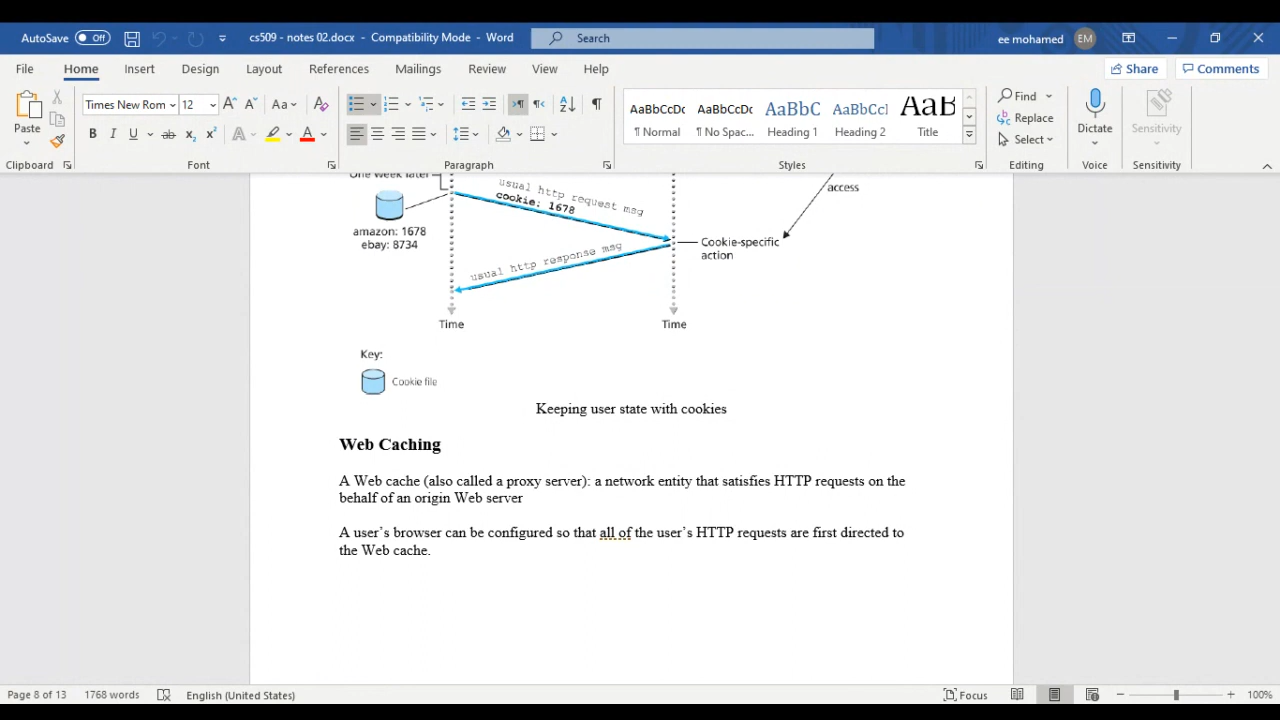 AutoSave Off cs509 - notes 02.docx - Compatibility Mode - Word Search ee mohamed EM
File Home Insert Design Layout References Mailings Review View Help Share Comments
Times New Rom 12 A A Aa A ¶ AaBbCcDc AaBbCcDc AaBbC AaBbCcl AaB Find
Paste B I U ab x₂ x² A A ¶ Normal ¶ No Spac... Heading 1 Heading 2 Title Replace Select Dictate Sensitivity
Clipboard Font Paragraph Styles Editing Voice Sensitivity
One week later
usual http request msg
cookie: 1678
access
amazon: 1678
ebay: 8734
Cookie-specific
action
usual http response msg
Time Time
Key:
Cookie file
Keeping user state with cookies
Web Caching
A Web cache (also called a proxy server): a network entity that satisfies HTTP requests on the
behalf of an origin Web server
A user’s browser can be configured so that all of the user’s HTTP requests are first directed to
the Web cache.
Page 8 of 13 1768 words English (United States) Focus 100%